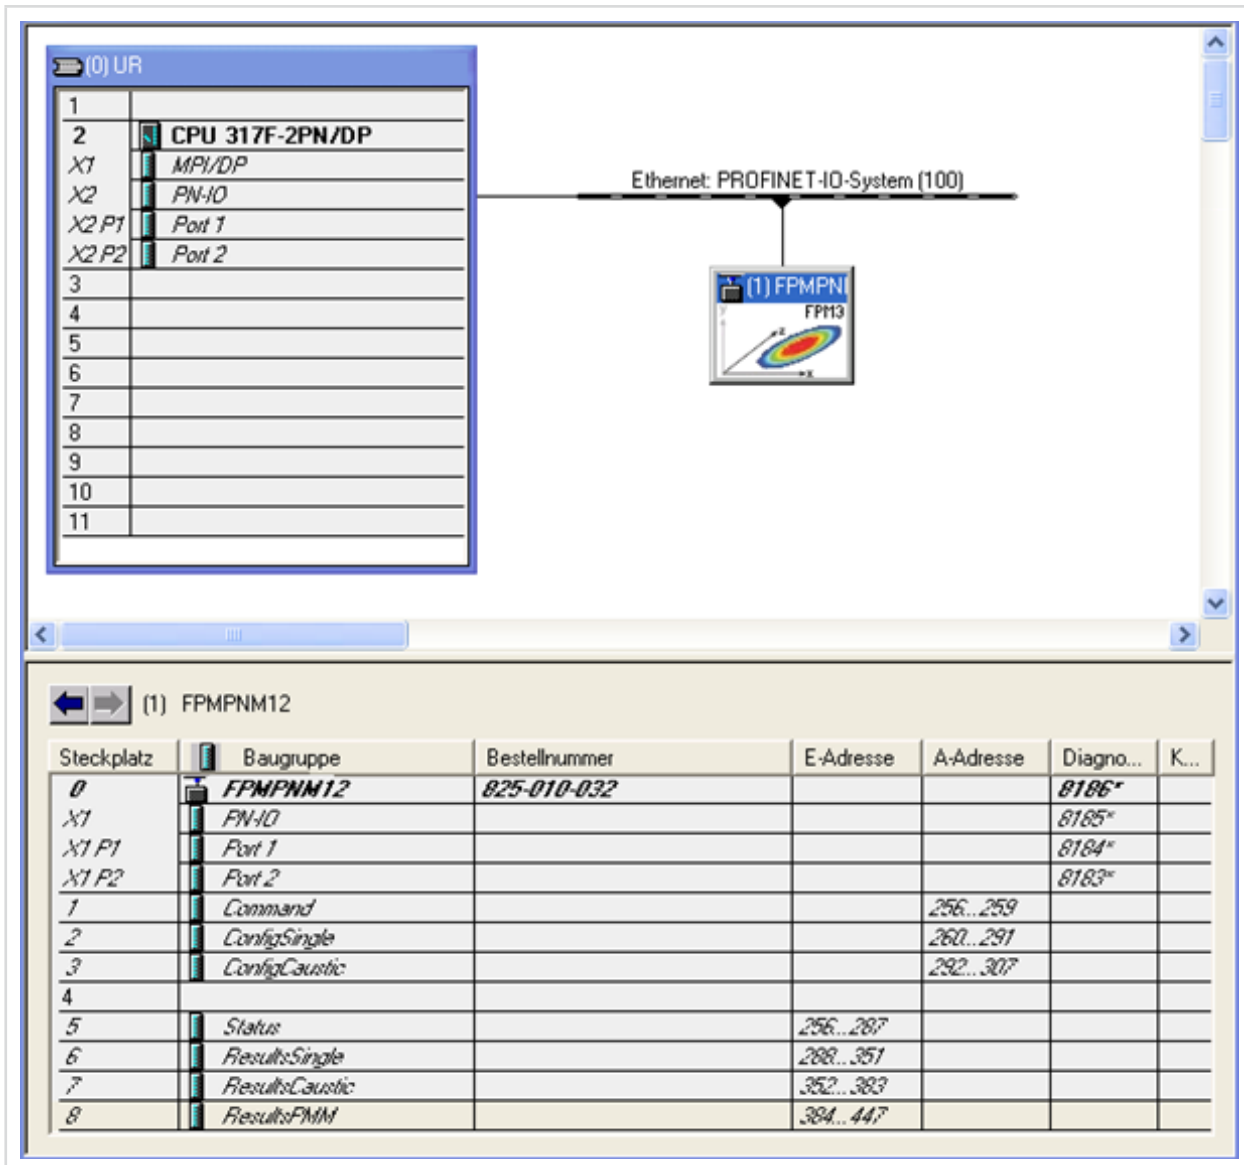 (0) UR
1
2 CPU 317F-2PN/DP
X1 MPI/DP
X2 PN-IO
X2 P1 Port 1
X2 P2 Port 2
3
4
5
6
7
8
9
10
11
Ethernet: PROFINET-IO-System (100)
(1) FPMPNI
FPM3
y
z
x
(1) FPMPNM12
Steckplatz Baugruppe Bestellnummer E-Adresse A-Adresse Diagno... K...
0 FPMPNM12 825-010-032 8186*
X1 PN-IO 8185*
X1 P1 Port 1 8184*
X1 P2 Port 2 8183*
1 Command 256...259
2 ConfigSingle 260...291
3 ConfigCaustic 292...307
4
5 Status 256...287
6 ResultsSingle 288...351
7 ResultsCaustic 352...383
8 ResultsPMM 384...447